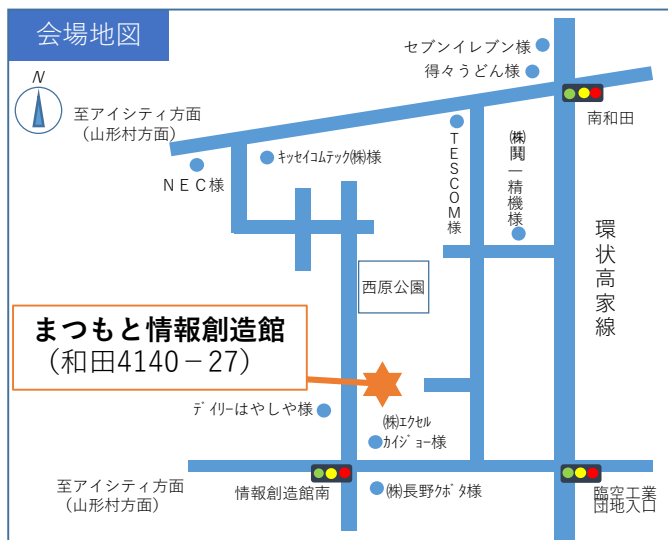 会場地図
N
セブンイレブン様
得々うどん様
至アイシティ方面
(山形村方面)
南和田
キッセイコムテック㈱様
NEC様
TESCOM様
㈱鬨一精機様
環状高家線
西原公園
まつもと情報創造館
(和田4140-27)
デイリーはやしや様
㈱エクセル
カイジョー様
至アイシティ方面
(山形村方面)
情報創造館南
㈱長野クボタ様
臨空工業
団地入口